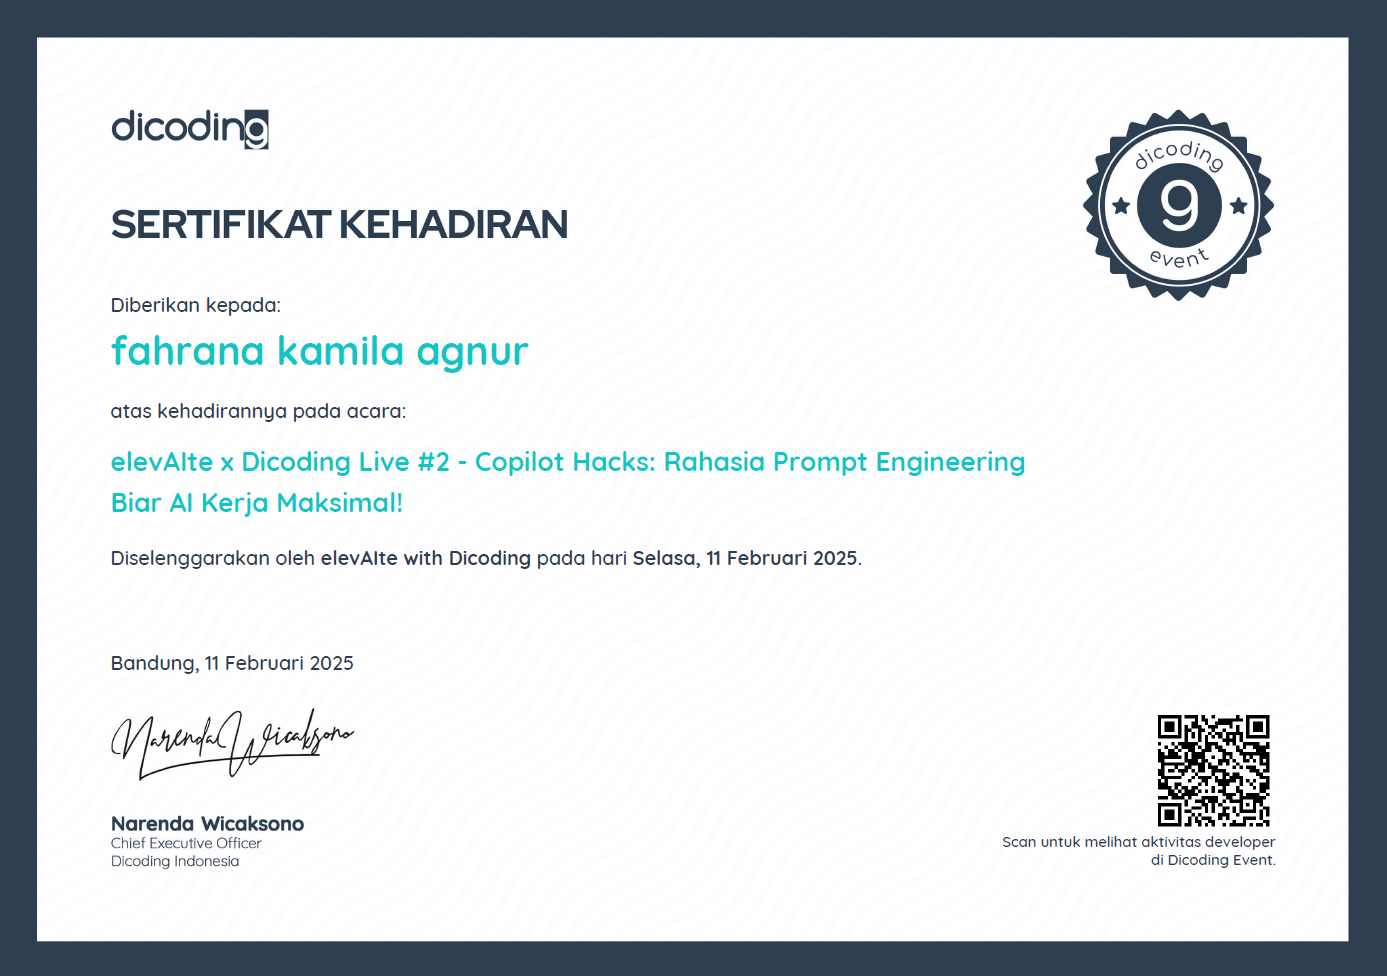 dicoding
dicoding
g
event
SERTIFIKAT KEHADIRAN
Diberikan kepada:
fahrana kamila agnur
atas kehadirannya pada acara:
elevAIte x Dicoding Live #2 - Copilot Hacks: Rahasia Prompt Engineering
Biar AI Kerja Maksimal!
Diselenggarakan oleh elevAIte with Dicoding pada hari Selasa, 11 Februari 2025.
Bandung, 11 Februari 2025
Narenda Wicaksono
Narenda Wicaksono
Chief Executive Officer
Dicoding Indonesia
Scan untuk melihat aktivitas developer
di Dicoding Event.